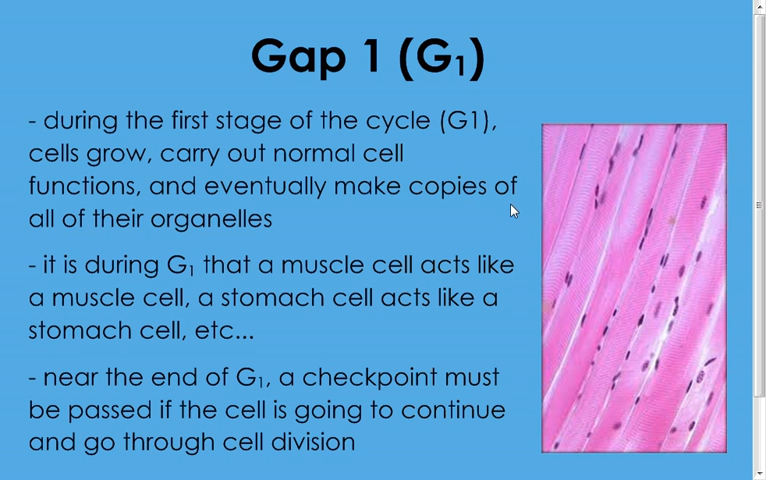 Gap 1 (G₁)
- during the first stage of the cycle (G1),
cells grow, carry out normal cell
functions, and eventually make copies of
all of their organelles
- it is during G₁ that a muscle cell acts like
a muscle cell, a stomach cell acts like a
stomach cell, etc...
- near the end of G₁, a checkpoint must
be passed if the cell is going to continue
and go through cell division